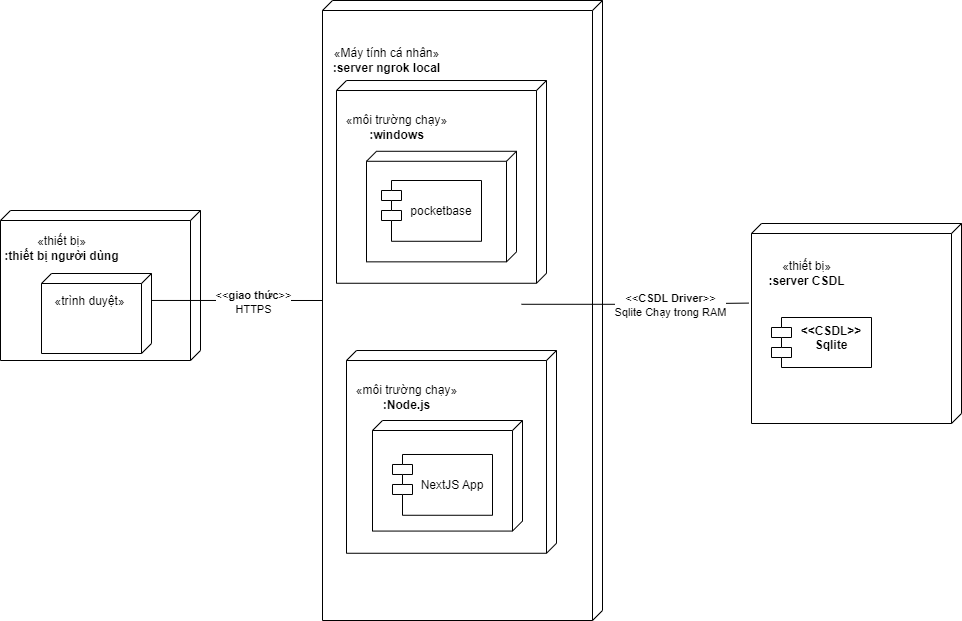 «Máy tính cá nhân»
:server ngrok local
«môi trường chạy»
:windows
pocketbase
«thiết bị»
:thiết bị người dùng
«trình duyệt»
<<giao thức>>
HTTPS
<<CSDL Driver>>
Sqlite Chạy trong RAM
«thiết bị»
:server CSDL
<<CSDL>>
Sqlite
«môi trường chạy»
:Node.js
NextJS App